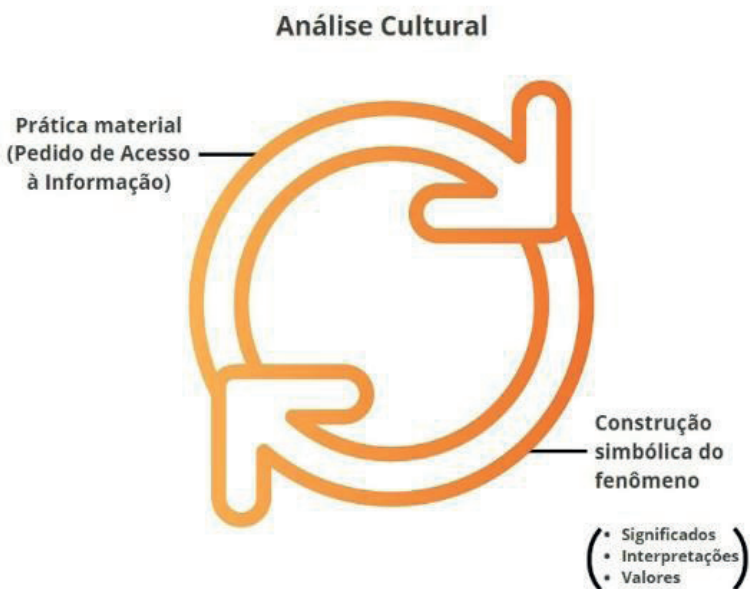 Análise Cultural
Prática material
(Pedido de Acesso
à Informação)
Construção
simbólica do
fenômeno
• Significados
• Interpretações
• Valores